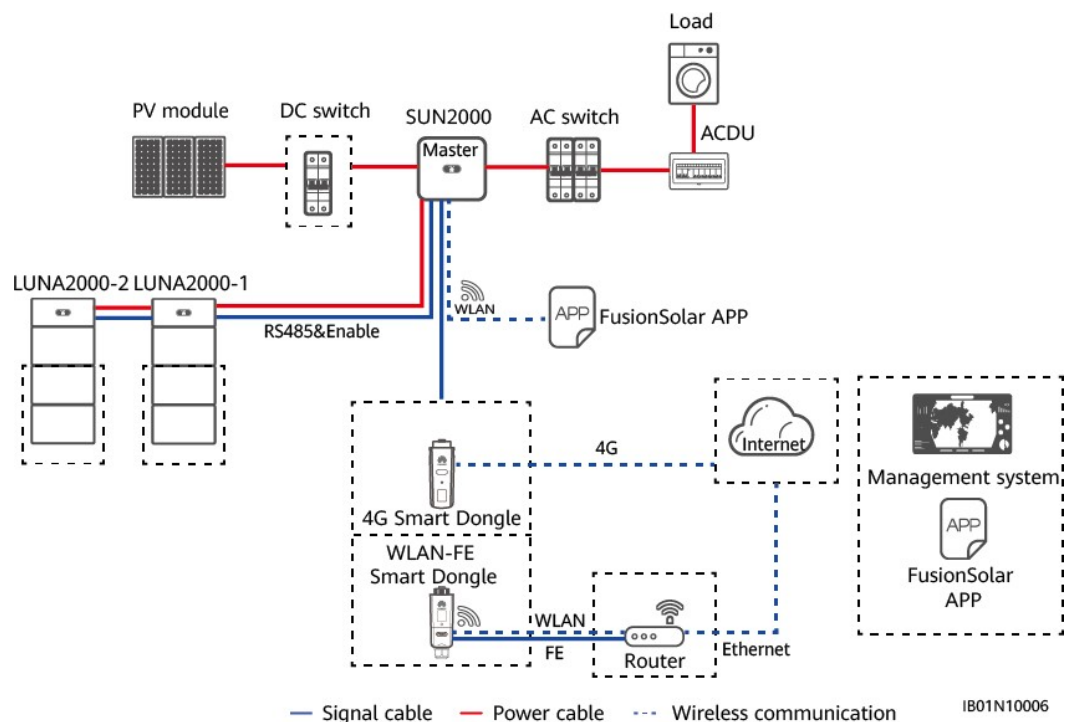 Load
PV module
DC switch
SUN2000
AC switch
Master
ACDU
LUNA2000-2
LUNA2000-1
WLAN
APP
FusionSolar APP
RS485&Enable
4G
Internet
Management system
4G Smart Dongle
APP
WLAN-FE
Smart Dongle
FusionSolar
APP
WLAN
FE
Router
Ethernet
Signal cable
Power cable
Wireless communication
IB01N10006